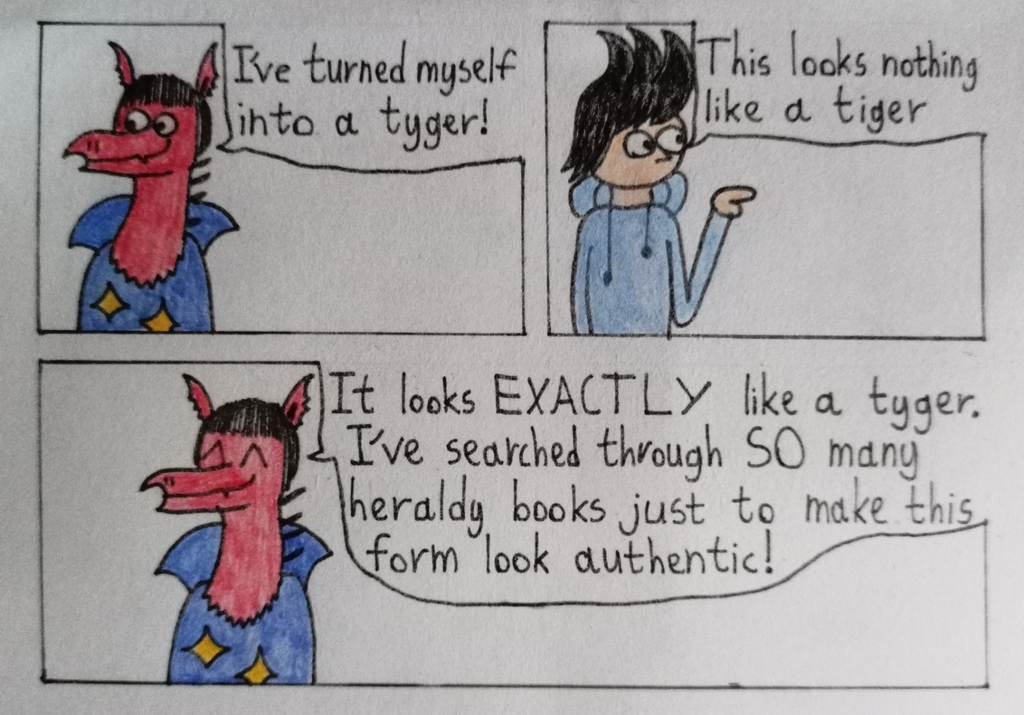 I've turned myself
into a tyger!
This looks nothing
like a tiger
It looks EXACTLY like a tyger.
I've searched through SO many
heraldy books just to make this
form look authentic!